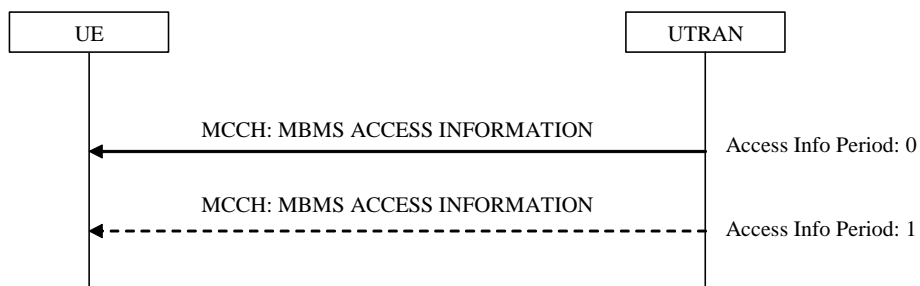 UE
UTRAN
MCCH: MBMS ACCESS INFORMATION
Access Info Period: 0
MCCH: MBMS ACCESS INFORMATION
Access Info Period: 1